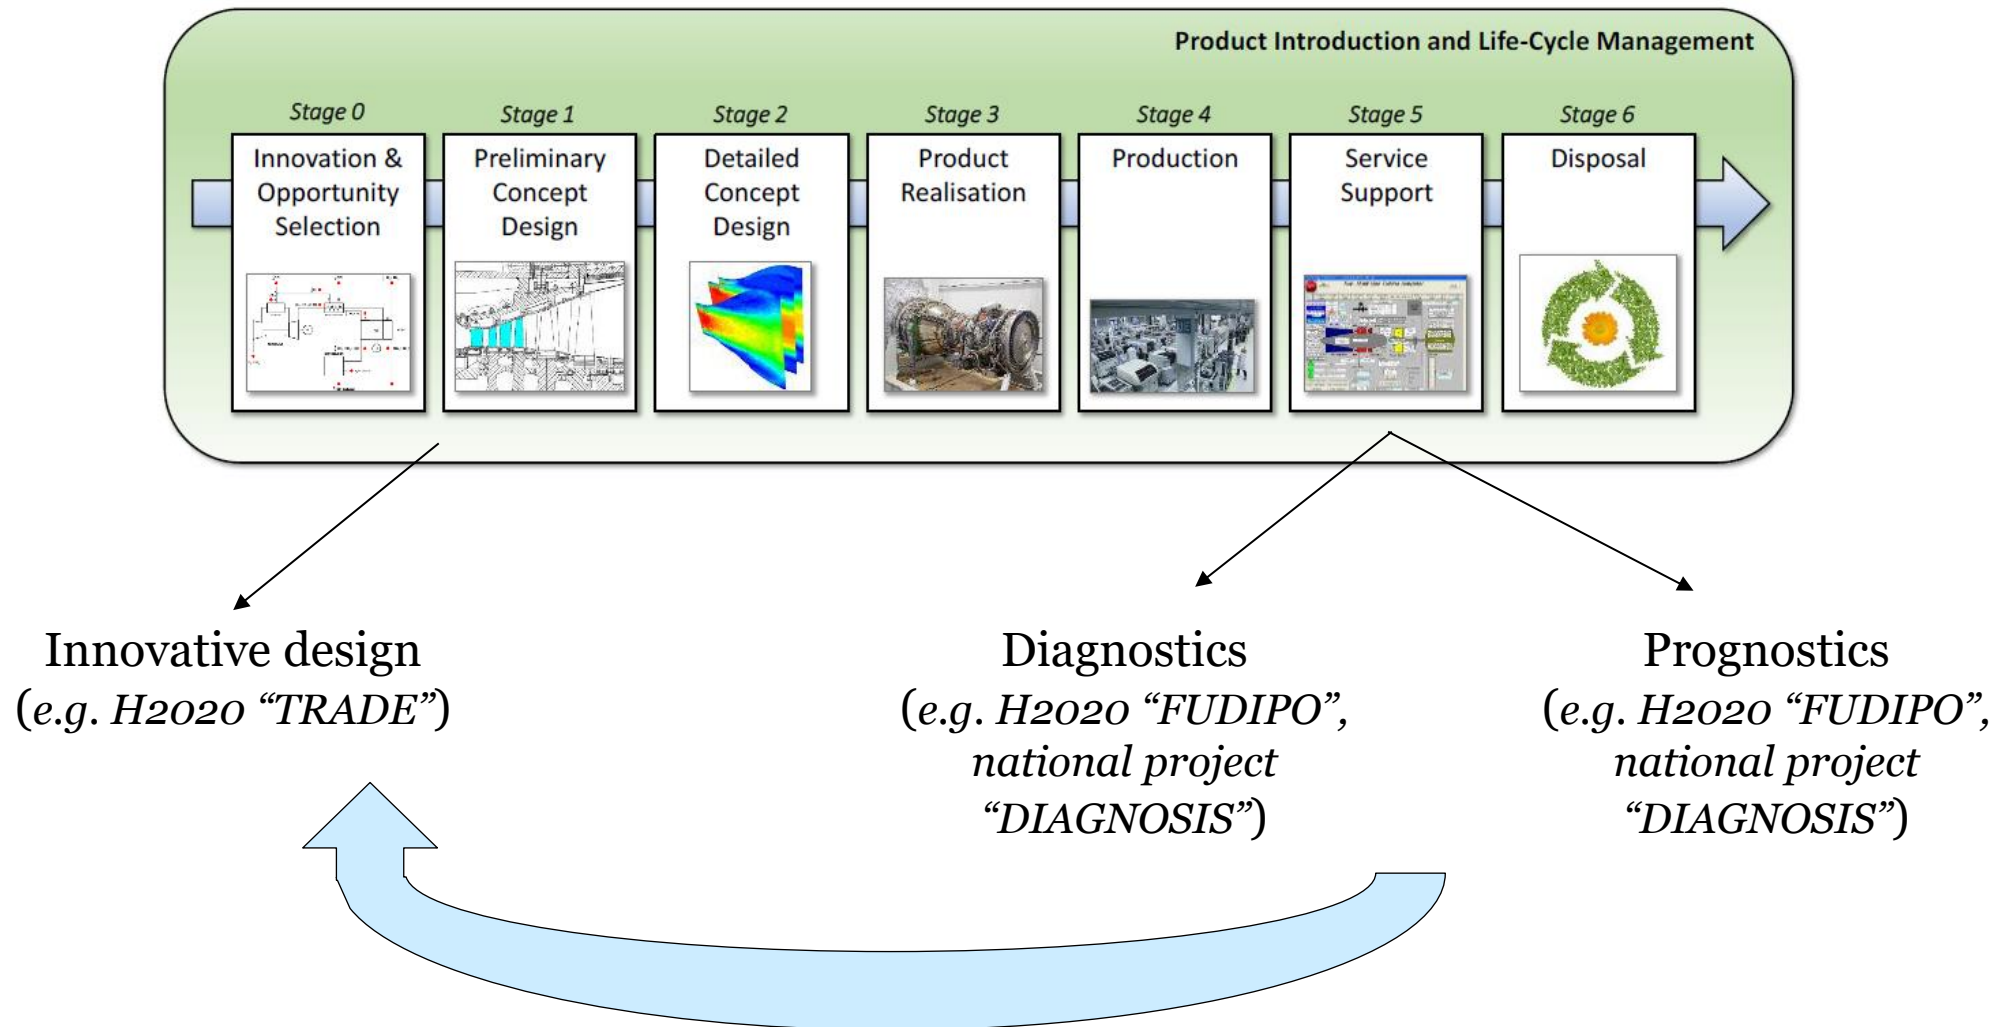 Product Introduction and Life-Cycle Management
Stage 0
Innovation &
Opportunity
Selection
Stage 1
Preliminary
Concept
Design
Stage 2
Detailed
Concept
Design
Stage 3
Product
Realisation
Stage 4
Production
Stage 5
Service
Support
Stage 6
Disposal
Innovative design
(e.g. H2020 “TRADE”)
Diagnostics
(e.g. H2020 “FUDIPO”,
national project
“DIAGNOSIS”)
Prognostics
(e.g. H2020 “FUDIPO”,
national project
“DIAGNOSIS”)